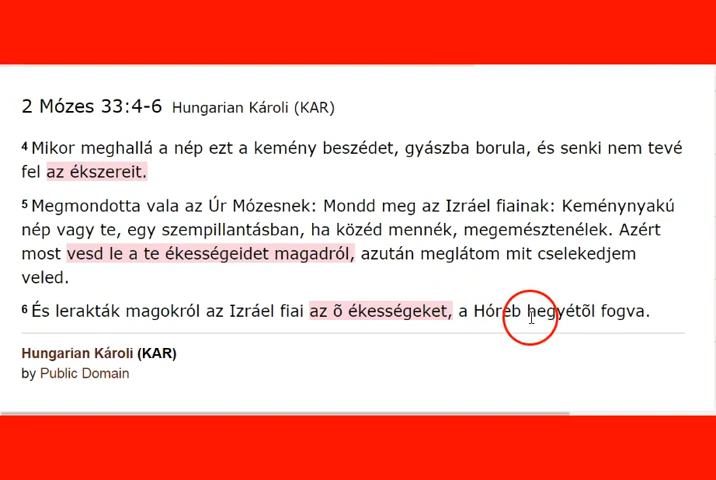 2 Mózes 33:4-6 Hungarian Károli (KAR)
4 Mikor meghallá a nép ezt a kemény beszédet, gyászba borula, és senki nem tevé
fel az ékszereit.
5 Megmondotta vala az Úr Mózesnek: Mondd meg az Izráel fiainak: Keménynyakú
nép vagy te, egy szempillantásban, ha közéd mennék, megemésztenélek. Azért
most vesd le a te ékességeidet magadról, azután meglátom mit cselekedjem
veled.
6 És lerakták magokról az Izráel fiai az õ ékességeket, a Hóreb hegyétõl fogva.
Hungarian Károli (KAR)
by Public Domain